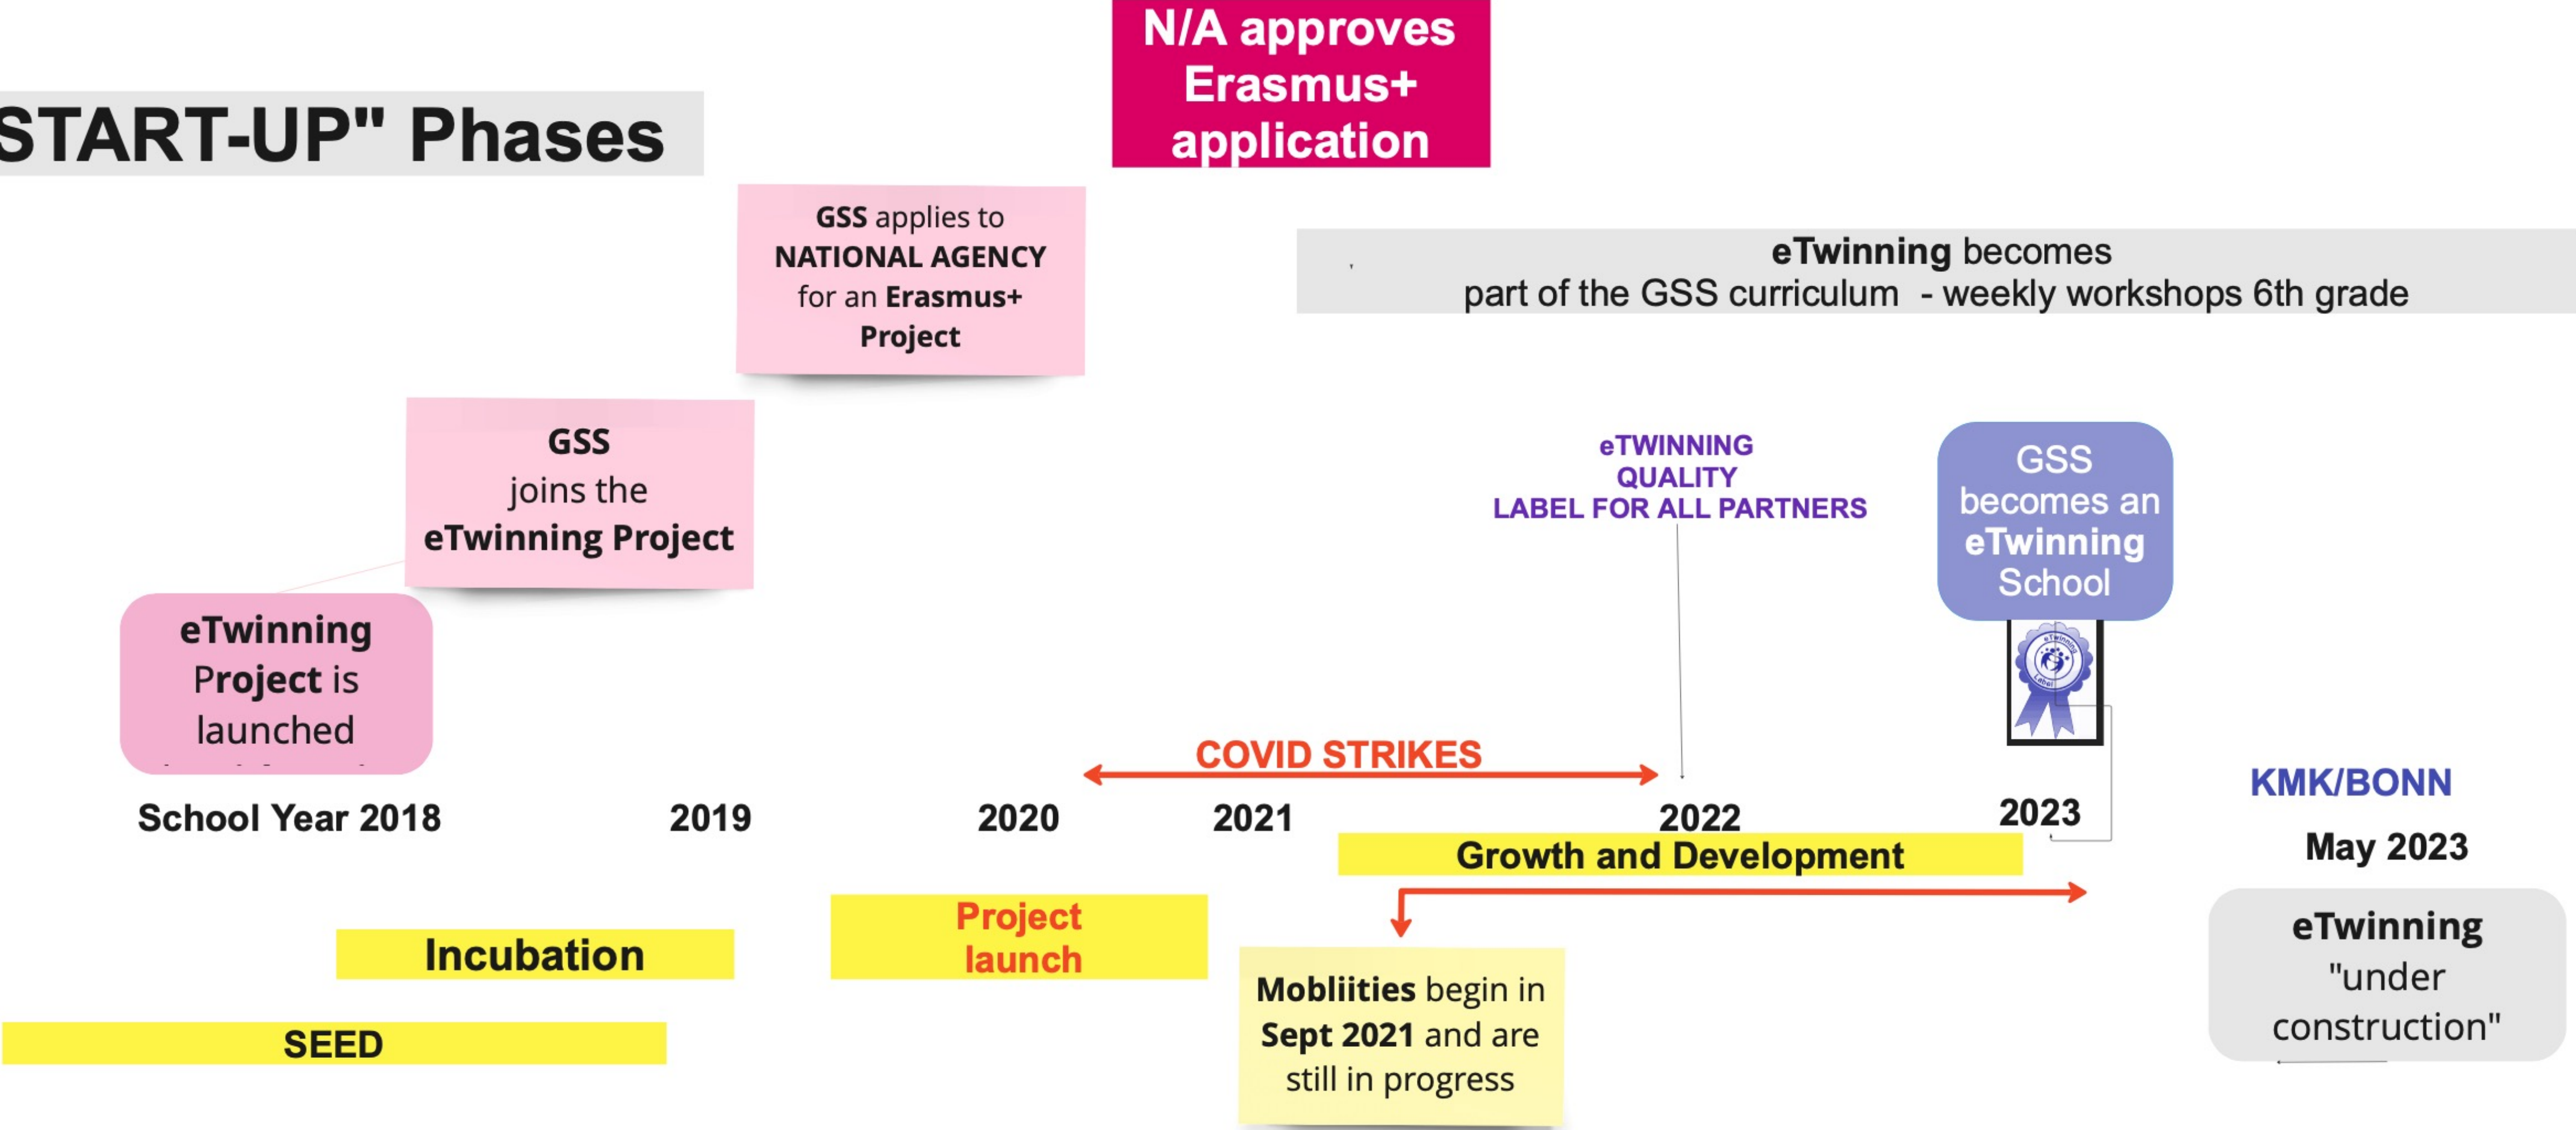 N/A approves
Erasmus+
application
START-UP" Phases
GSS applies to
NATIONAL AGENCY
for an Erasmus+
Project
eTwinning becomes
part of the GSS curriculum - weekly workshops 6th grade
GSS
joins the
eTwinning Project
eTWINNING
QUALITY
LABEL FOR ALL PARTNERS
GSS
becomes an
eTwinning
School
eTwinning
Label
eTwinning
Project is
launched
COVID STRIKES
KMK/BONN
School Year 2018
2019
2020
2021
2022
2023
May 2023
Growth and Development
Project
launch
Incubation
SEED
Mobliities begin in
Sept 2021 and are
still in progress
eTwinning
"under
construction"